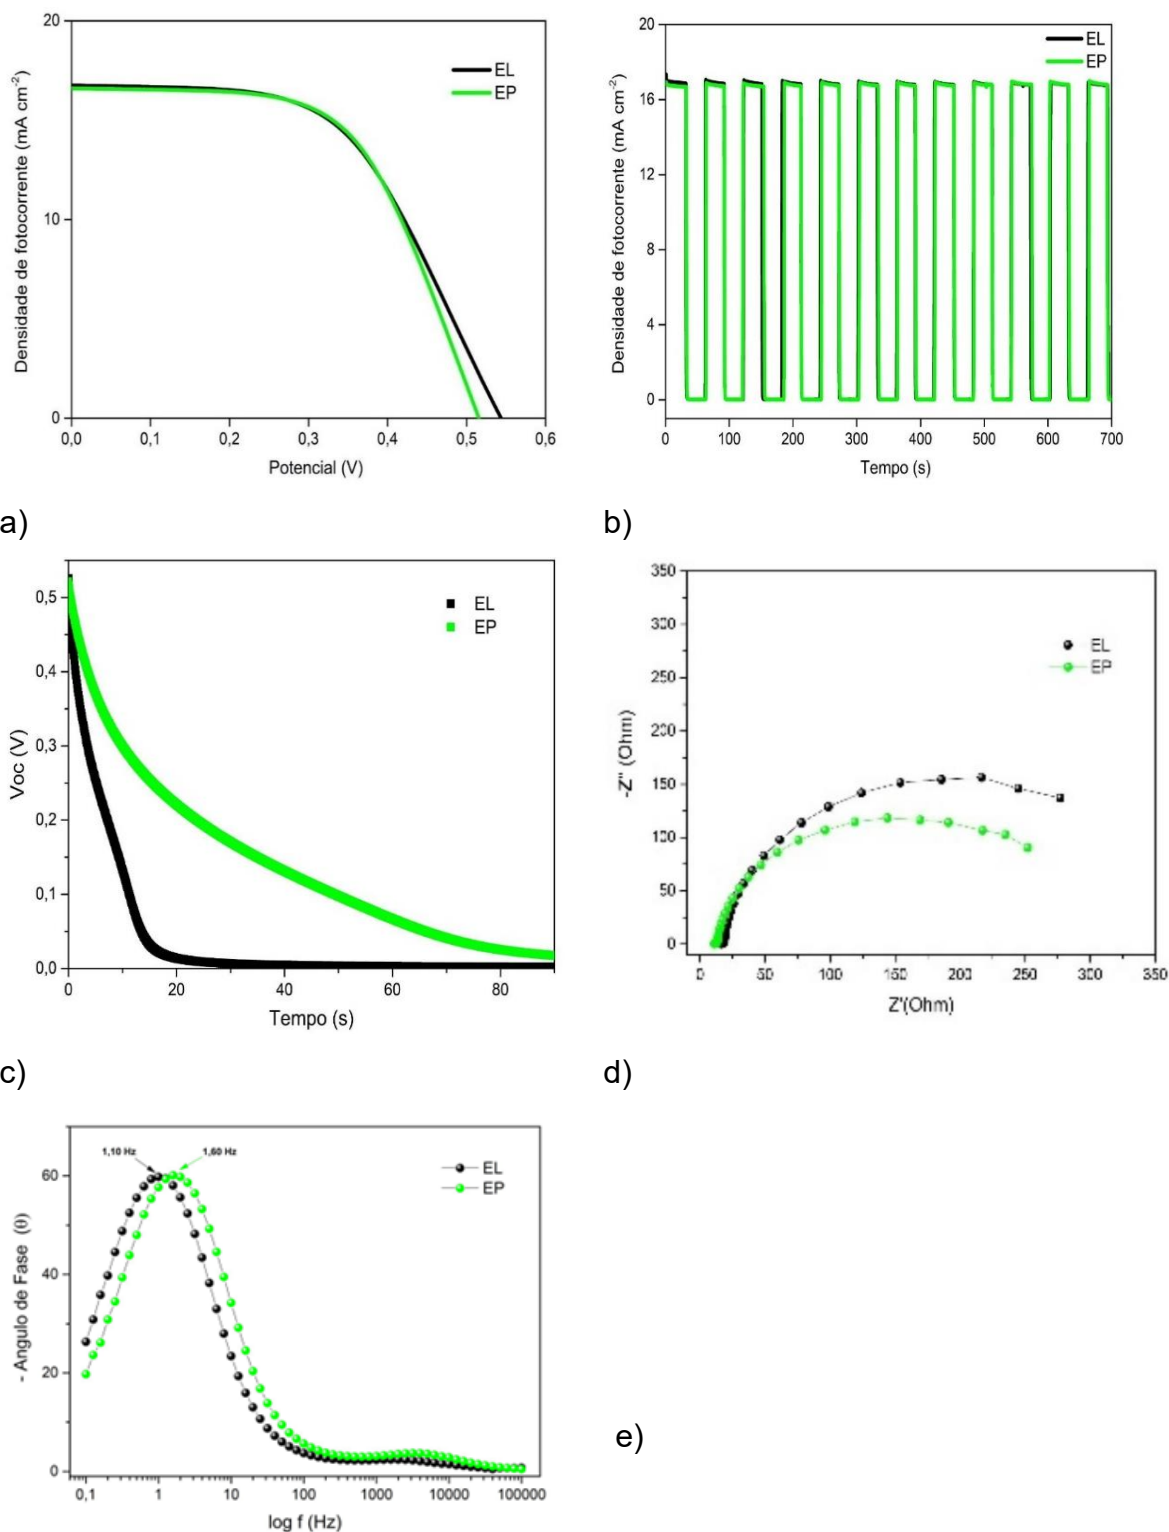 20
10
0
Densidade de fotocorrente (mA cm-2)
EL
EP
0,0 0,1 0,2 0,3 0,4 0,5 0,6
Potencial (V)
a)
20
16
12
8
4
0
Densidade de fotocorrente (mA cm-2)
EL
EP
0 100 200 300 400 500 600 700
Tempo (s)
b)
0,5
0,4
0,3
0,2
0,1
0,0
Voc (V)
EL
EP
0 20 40 60 80
Tempo (s)
c)
350
300
250
200
150
100
50
0
-Z'' (Ohm)
EL
EP
0 50 100 150 200 250 300 350
Z'(Ohm)
d)
60
40
20
0
- Angulo de Fase (θ)
1,10 Hz 1,60 Hz
EL
EP
0,1 1 10 100 1000 10000 100000
log f (Hz)
e)